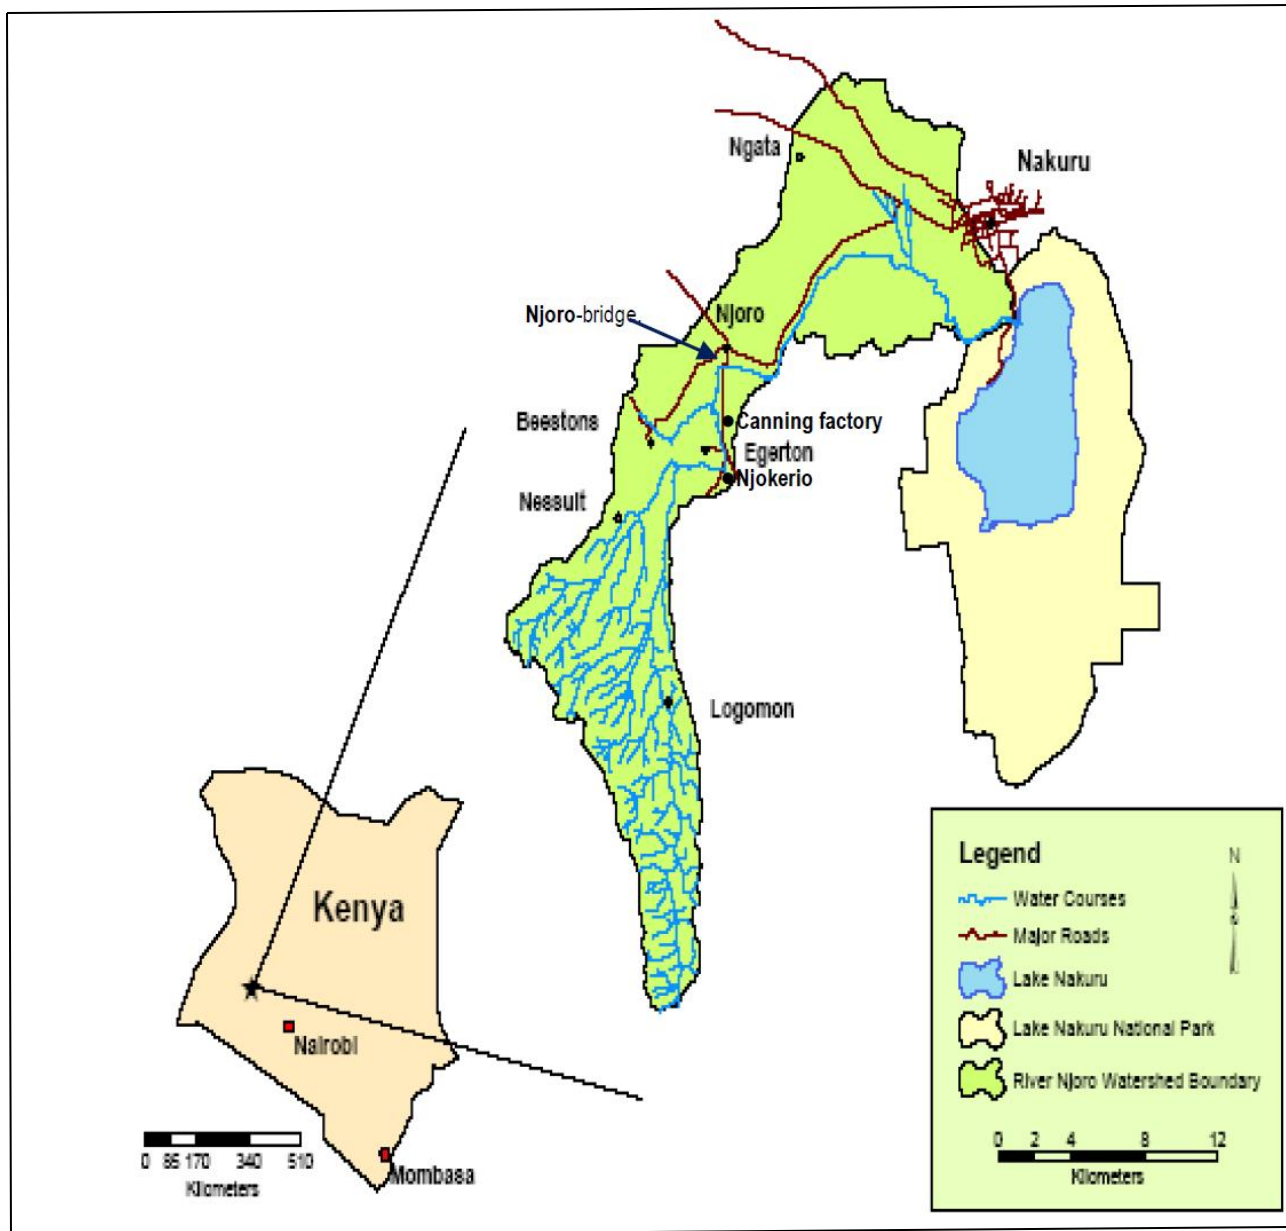 Ngata
Nakuru
Njoro-bridge
Njoro
Beestons
Canning factory
Egerton
Njokerio
Nessuit
Logomon
Kenya
Nairobi
Mombasa
0 85 170 340 510
Kilometers
Legend
N
Water Courses
Major Roads
Lake Nakuru
Lake Nakuru National Park
River Njoro Watershed Boundary
0 2 4 8 12
Kilometers